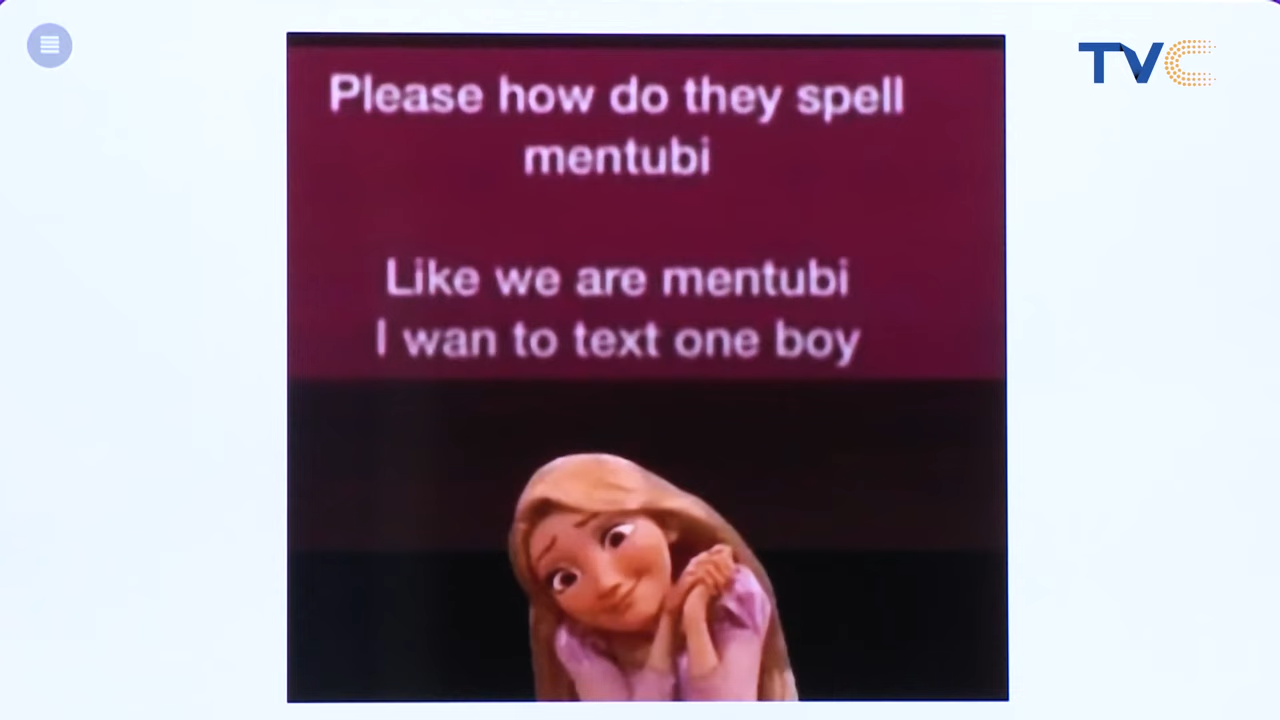 TVC
Please how do they spell
mentubi
Like we are mentubi
I wan to text one boy